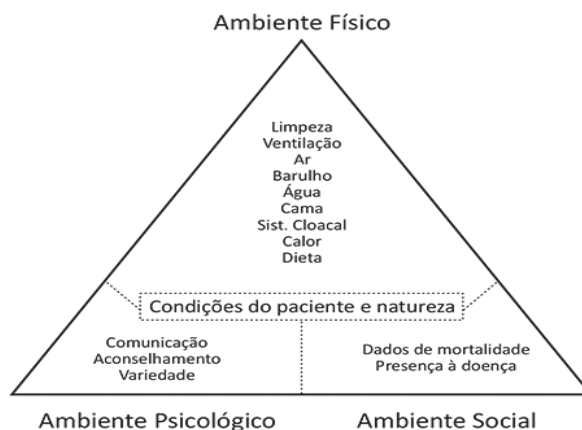 Ambiente Físico
Limpeza
Ventilação
Ar
Barulho
Água
Cama
Sist. Cloacal
Calor
Dieta
Condições do paciente e natureza
Comunicação
Aconselhamento
Variedade
Dados de mortalidade
Presença à doença
Ambiente Psicológico
Ambiente Social